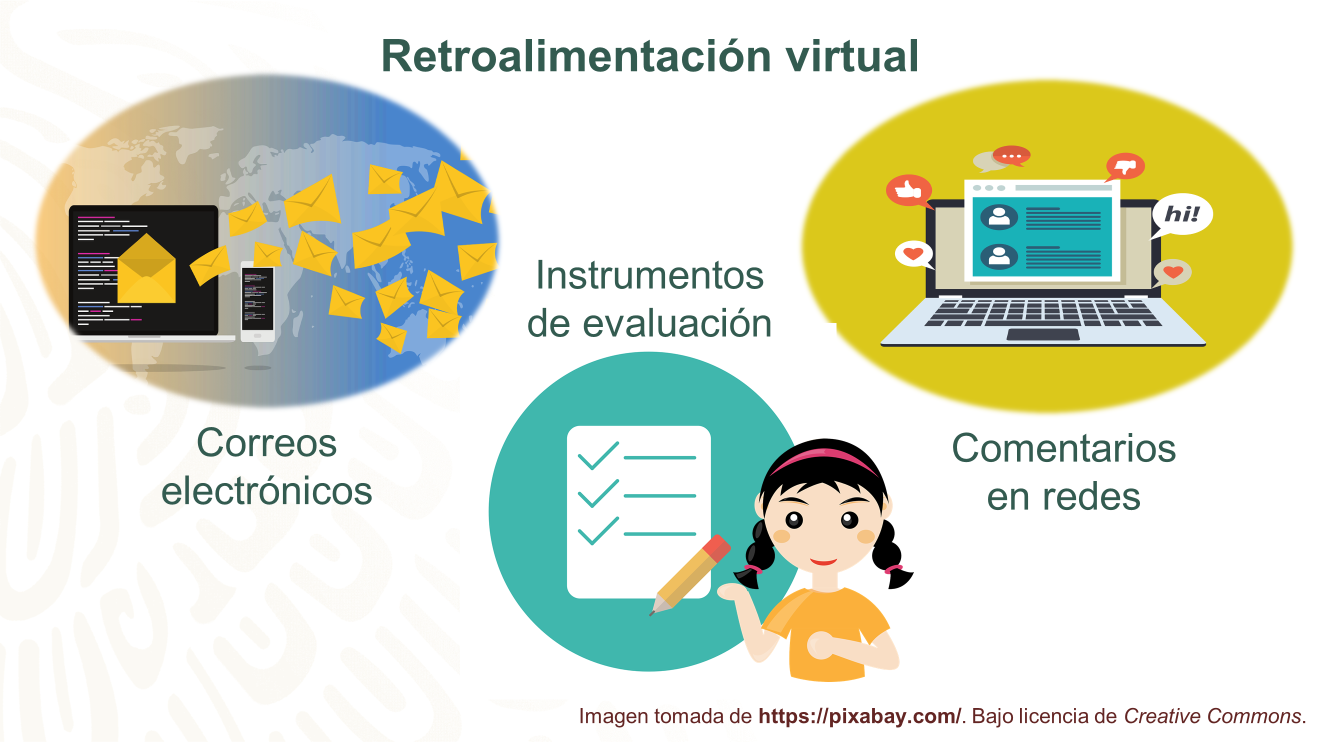 Retroalimentación virtual
hi!
Instrumentos
de evaluación
Correos
electrónicos
Comentarios
en redes
Imagen tomada de https://pixabay.com/. Bajo licencia de Creative Commons.